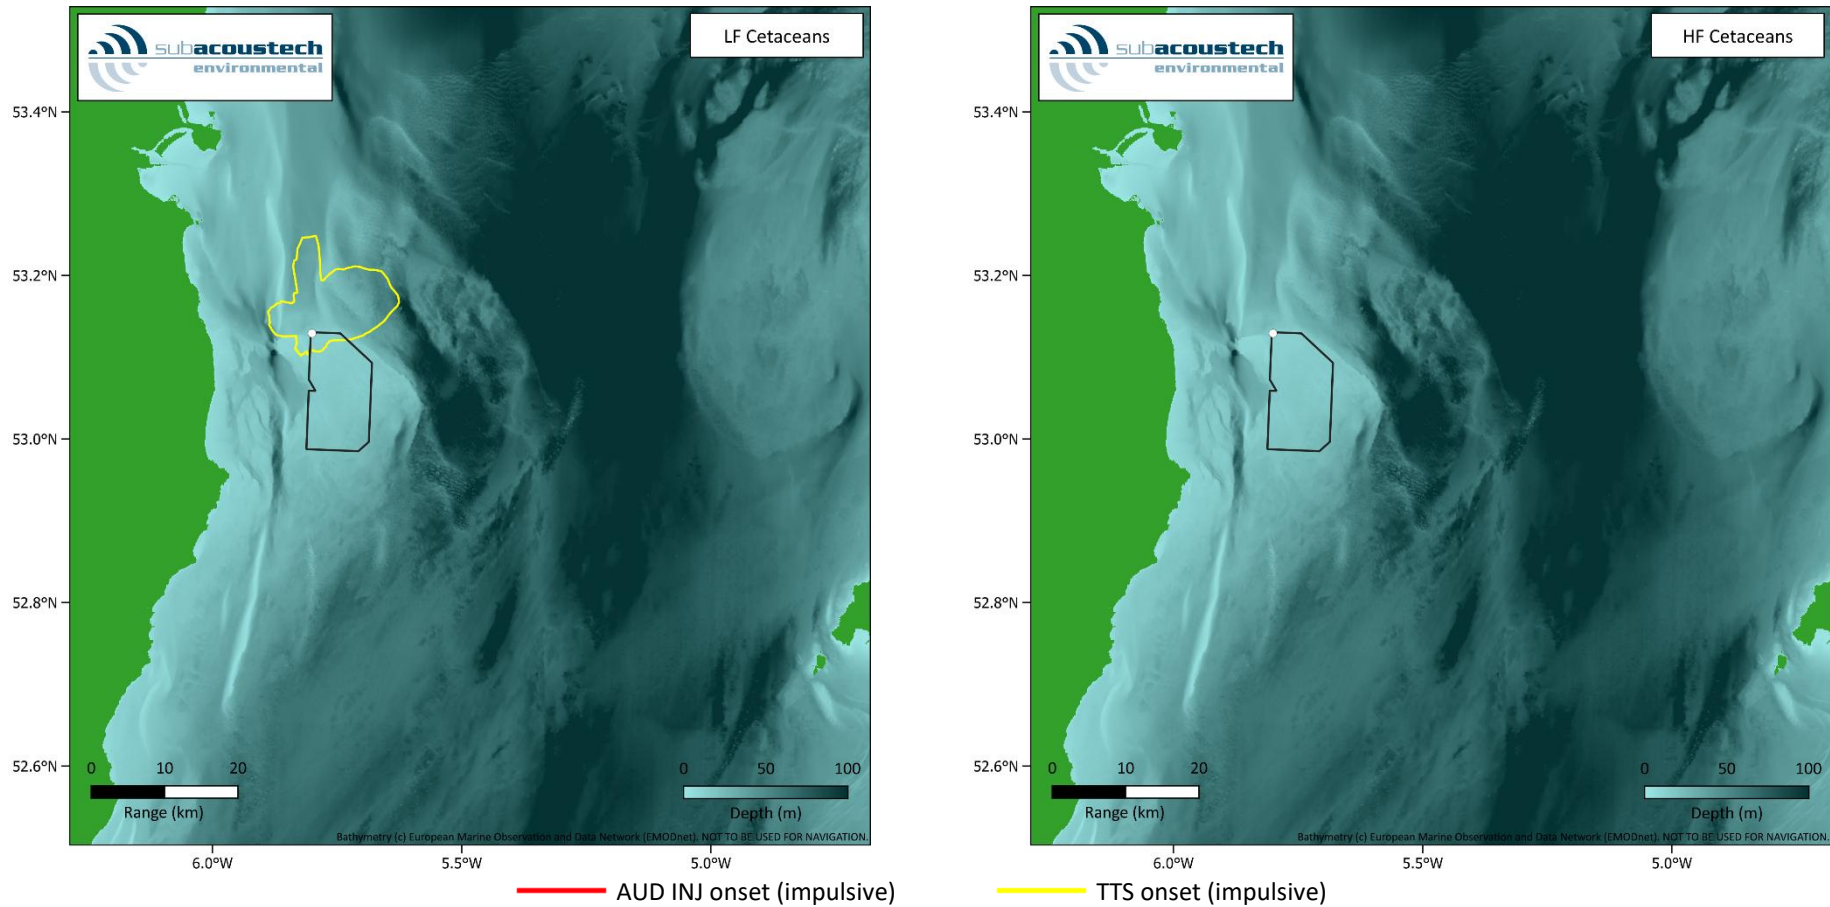 subacoustech
environmental
LF Cetaceans
53.4°N
53.2°N
53.0°N
52.8°N
52.6°N
0 10 20
Range (km)
0 50 100
Depth (m)
Bathymetry (c) European Marine Observation and Data Network (EMODnet). NOT TO BE USED FOR NAVIGATION.
6.0°W 5.5°W 5.0°W
subacoustech
environmental
HF Cetaceans
53.4°N
53.2°N
53.0°N
52.8°N
52.6°N
0 10 20
Range (km)
0 50 100
Depth (m)
Bathymetry (c) European Marine Observation and Data Network (EMODnet). NOT TO BE USED FOR NAVIGATION.
6.0°W 5.5°W 5.0°W
AUD INJ onset (impulsive) TTS onset (impulsive)